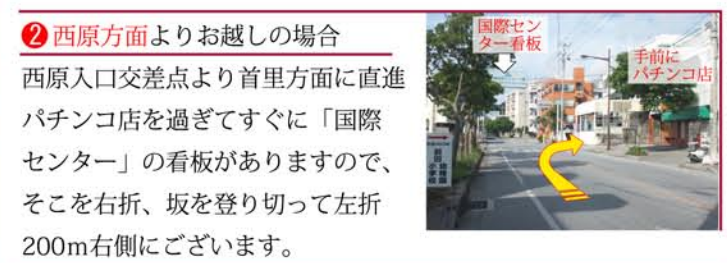 ❷西原方面よりお越しの場合
西原入口交差点より首里方面に直進
パチンコ店を過ぎてすぐに「国際
センター」の看板がありますので、
そこを右折、坂を登り切って左折
200m右側にございます。
国際セン
ター看板
手前に
パチンコ店